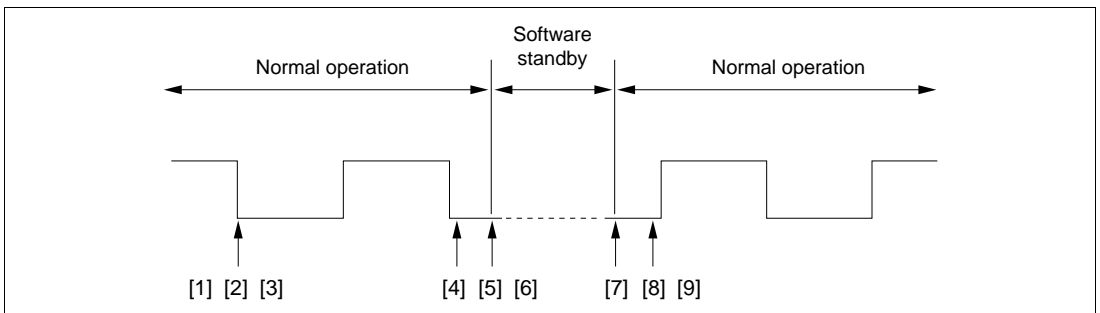 Software
standby
Normal operation
Normal operation
[1] [2] [3]
[4] [5] [6]
[7] [8] [9]